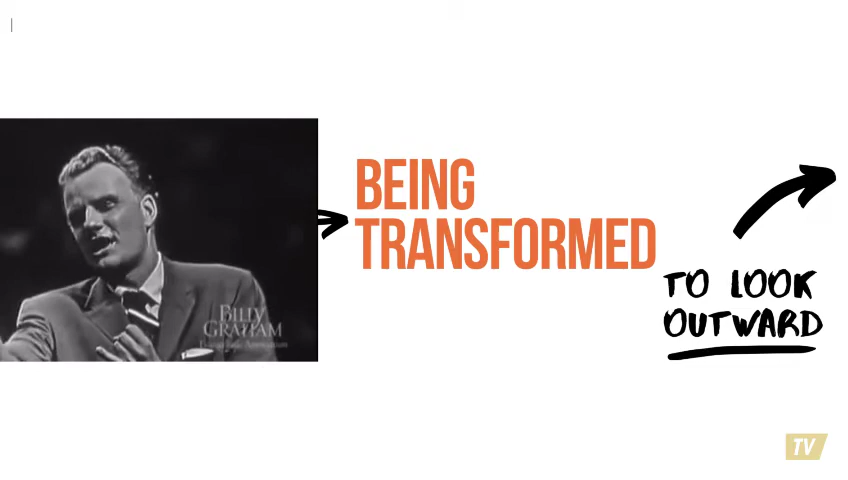 BILLY
GRAHAM
BEING
TRANSFORMED
TO LOOK
OUTWARD
TV